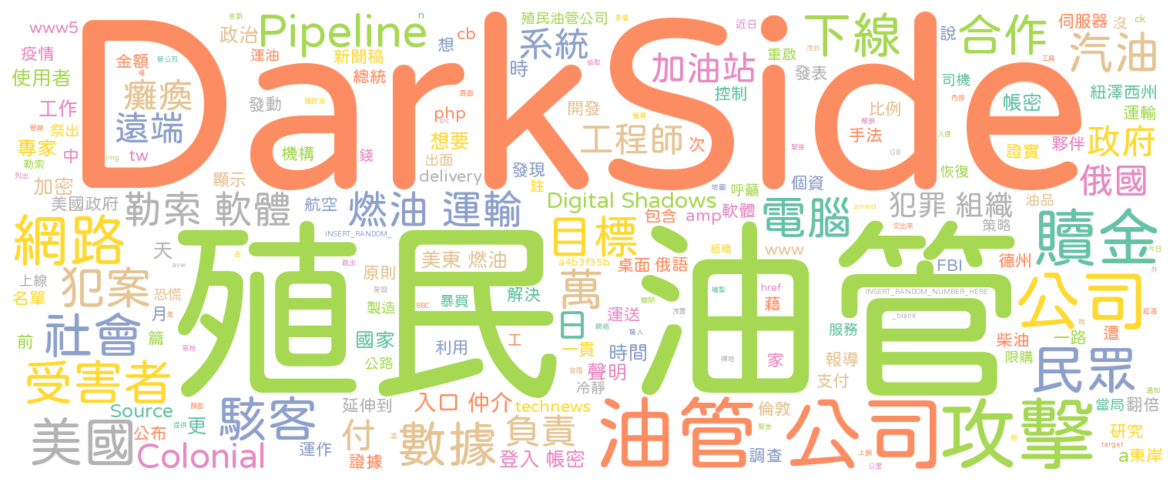 DarkSide
殖民油管
Pipeline
下線
合作
汽油
系統
加油站
工程師
政府
俄國
癱瘓
遠端
勒索 軟體
燃油 運輸
目標
電腦
犯罪 組織
贖金
網路
犯案
萬
公司
社會
日
民眾
受害者
駭客
美國
Colonial
付
數據
負責
油管 公司
攻擊
www5
疫情
使用者
工作
祭出
專家
勒索
中
tw
加密
美國政府
政治
運油
金額
新聞稿
總統
發動
機構
錢
顯示
航空
殖民油管公司
想
cb
時
php
想要
出面
delivery
開發
發現
註
次
近日
重啟
發表
控制
說
司機
比例
手法
個資
呼籲
Digital Shadows
包含
amp
軟體
伺服器
沒
ck
帳密
紐澤西州
運輸
夥伴
證實
恢復
油品
策略
組織
www
FBI
德州
天
上線
名單
恐慌
月
前
篇
原則
美東 燃油
製造
暴買
解決
國家
公路
利用
工
a4b3f35b
桌面 俄語
運送
一貫
時間
聲明
冷靜
href
藉
家
INSERT_RANDOM_NUMBER_HERE
INSERT_RANDOM_
_blank
服務
柴油
遭
一路
限購
報導
支付
Source
更
公布
提供
運作
延伸到
證據
入口 仲介
technews
登入 帳密
倫敦
調查
當局
翻倍
研究
a東岸
target
BBC
img
GB